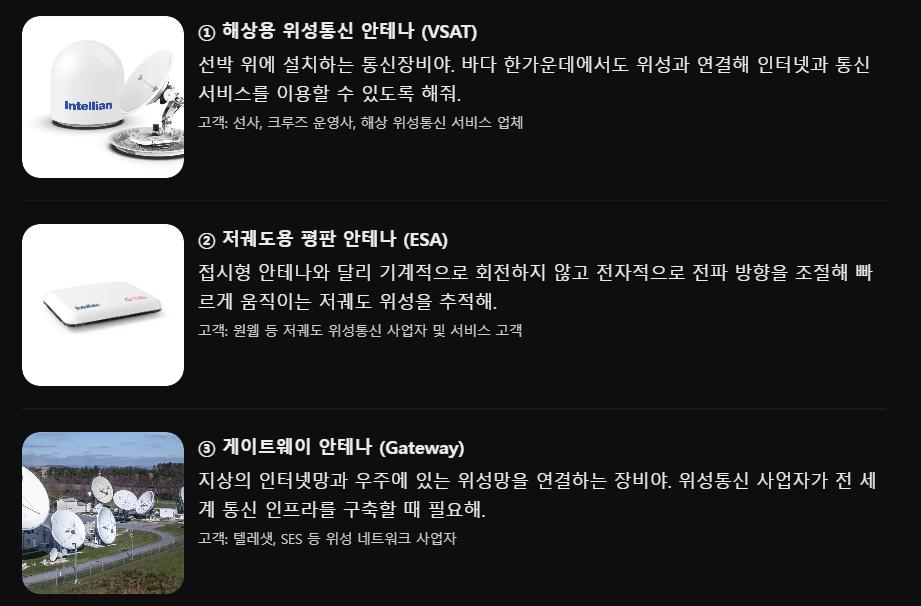 Intellian
① 해상용 위성통신 안테나 (VSAT)
선박 위에 설치하는 통신장비야. 바다 한가운데에서도 위성과 연결해 인터넷과 통신
서비스를 이용할 수 있도록 해줘.
고객: 선사, 크루즈 운영사, 해상 위성통신 서비스 업체
Intellian
② 저궤도용 평판 안테나 (ESA)
접시형 안테나와 달리 기계적으로 회전하지 않고 전자적으로 전파 방향을 조절해 빠
르게 움직이는 저궤도 위성을 추적해.
고객: 원웹 등 저궤도 위성통신 사업자 및 서비스 고객
③ 게이트웨이 안테나 (Gateway)
지상의 인터넷망과 우주에 있는 위성망을 연결하는 장비야. 위성통신 사업자가 전 세
계 통신 인프라를 구축할 때 필요해.
고객: 텔레샛, SES 등 위성 네트워크 사업자